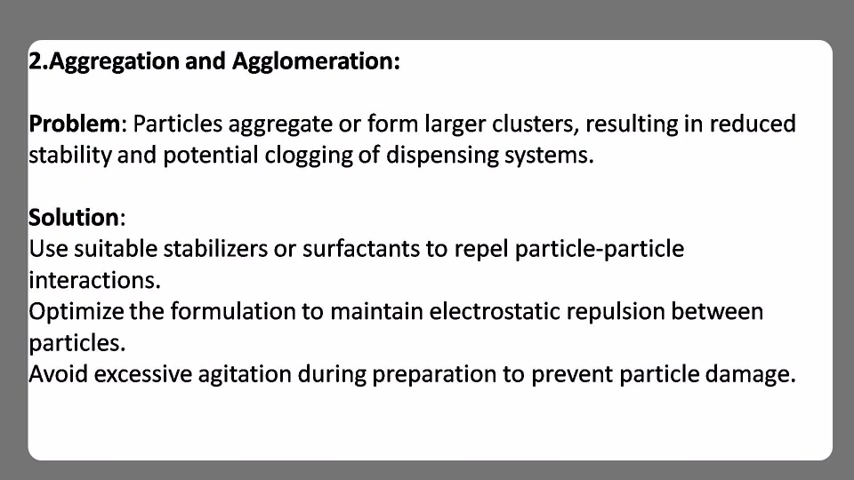 2.Aggregation and Agglomeration:
Problem: Particles aggregate or form larger clusters, resulting in reduced
stability and potential clogging of dispensing systems.
Solution:
Use suitable stabilizers or surfactants to repel particle-particle
interactions.
Optimize the formulation to maintain electrostatic repulsion between
particles.
Avoid excessive agitation during preparation to prevent particle damage.